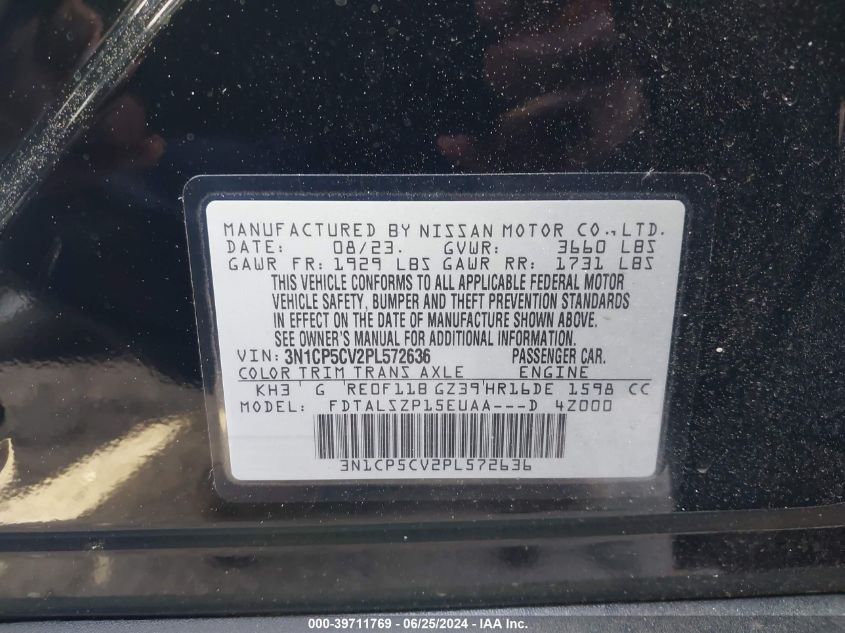 MANUFACTURED BY NISSAN MOTOR CO., LTD.
DATE: 08/23. GVWR: 3660 LBS
GAWR FR: 1929 LBS GAWR RR: 1731 LBS
THIS VEHICLE CONFORMS TO ALL APPLICABLE FEDERAL MOTOR
VEHICLE SAFETY, BUMPER AND THEFT PREVENTION STANDARDS
IN EFFECT ON THE DATE OF MANUFACTURE SHOWN ABOVE.
SEE OWNER'S MANUAL FOR ADDITIONAL INFORMATION.
VIN: 3N1CP5CV2PL572636 PASSENGER CAR.
COLOR TRIM TRANS AXLE ENGINE
KH3 G RE0F11B GZ39 HR16DE 1598 CC
MODEL: FDTALSZP15EUAA---D 4Z000
3N1CP5CV2PL572636
000-39711769 - 06/25/2024 - IAAI.COM